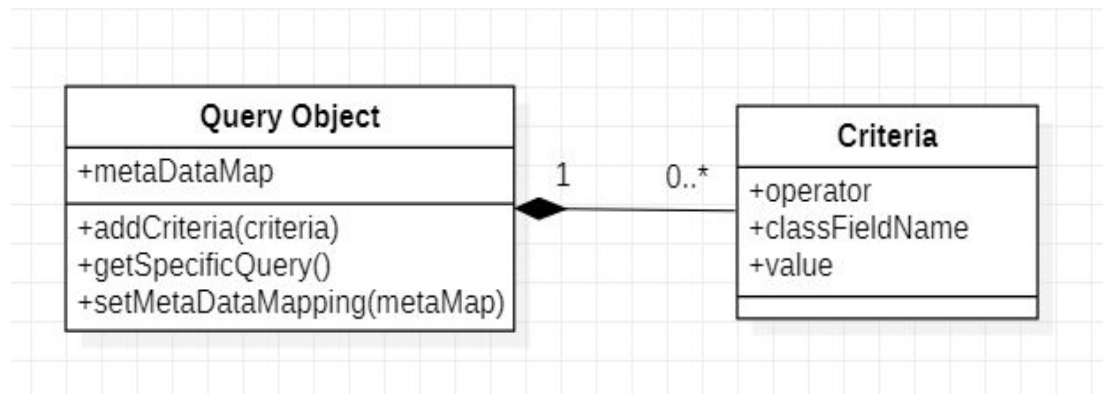 Query Object
+metaDataMap
+addCriteria(criteria)
+getSpecificQuery()
+setMetaDataMapping(metaMap)
1
0..*
Criteria
+operator
+classFieldName
+value